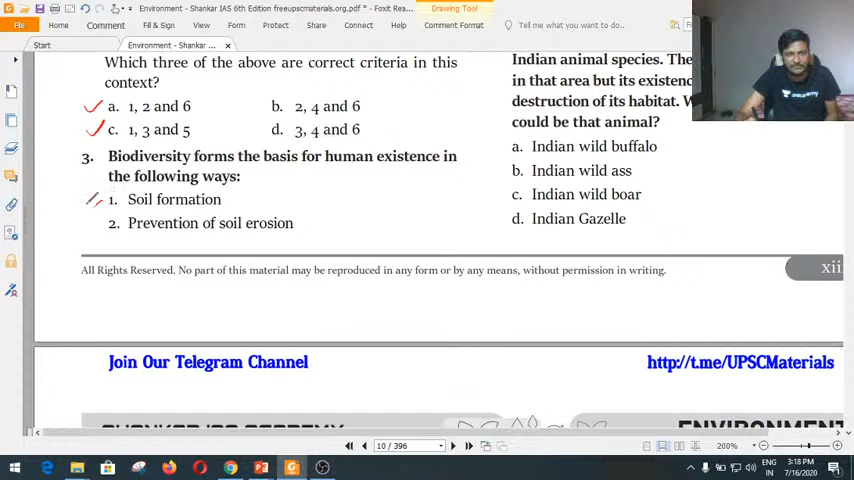 Environment - Shankar IAS 6th Edition freeupscmaterials.org.pdf * - Foxit Rea...
Drawing Tool
File
Home
Comment
Fill & Sign
View
Form
Protect
Share
Connect
Help
Comment Format
Tell me what you want to do..
Start
Environment - Shankar ...
Which three of the above are correct criteria in this
context?
a. 1, 2 and 6
b. 2, 4 and 6
c. 1, 3 and 5
d. 3, 4 and 6
3. Biodiversity forms the basis for human existence in
the following ways:
1. Soil formation
2. Prevention of soil erosion
Indian animal species. The
in that area but its existenc
destruction of its habitat. W
could be that animal?
a. Indian wild buffalo
b. Indian wild ass
c. Indian wild boar
d. Indian Gazelle
All Rights Reserved. No part of this material may be reproduced in any form or by any means, without permission in writing.
xii
Join Our Telegram Channel
http://t.me/UPSCMaterials
SHANKAR IAS ACADEMY
ENVIRONMENT
10 / 396
200%
ENG
IN
3:18 PM
7/16/2020